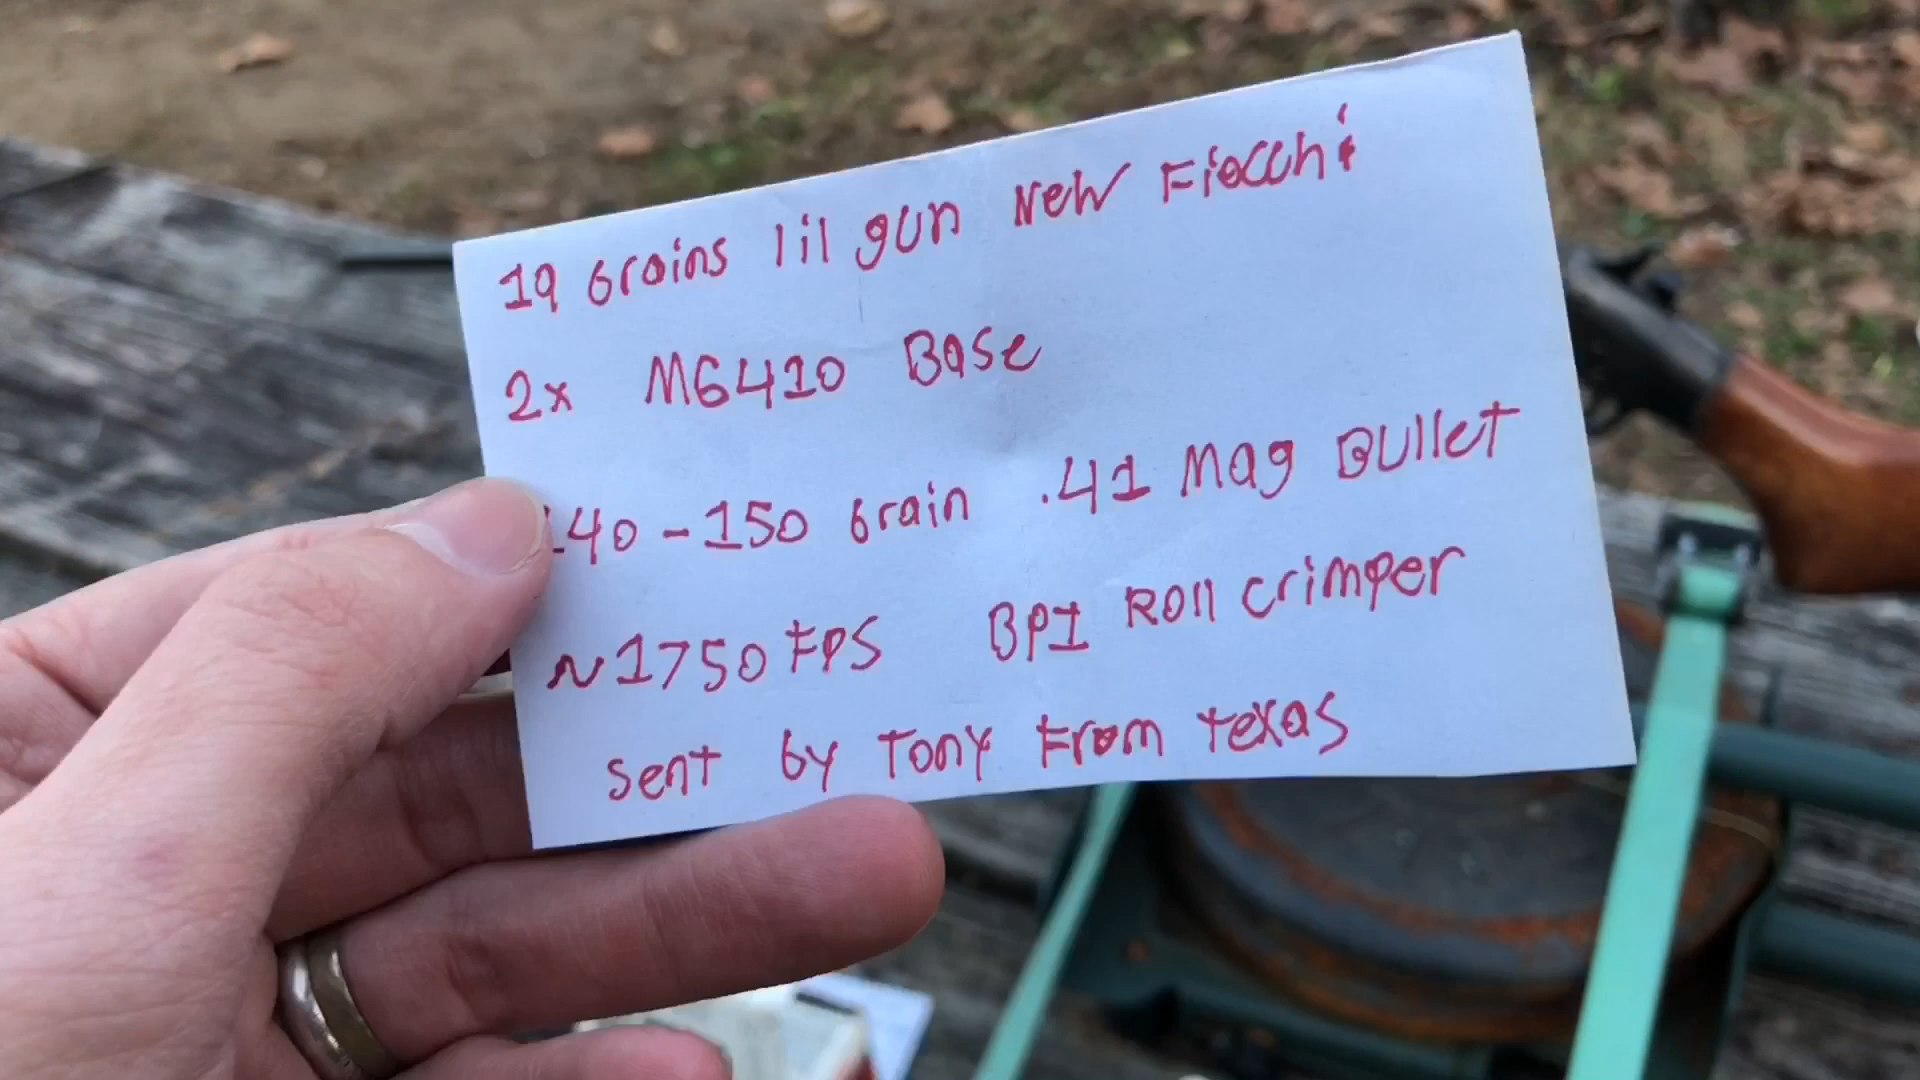 19 Grains lil gun New Fiocchi
2x MG410 Base
140-150 Grain .41 Mag Bullet
~1750 FPS BPI Roll Crimper
Sent by Tony From Texas